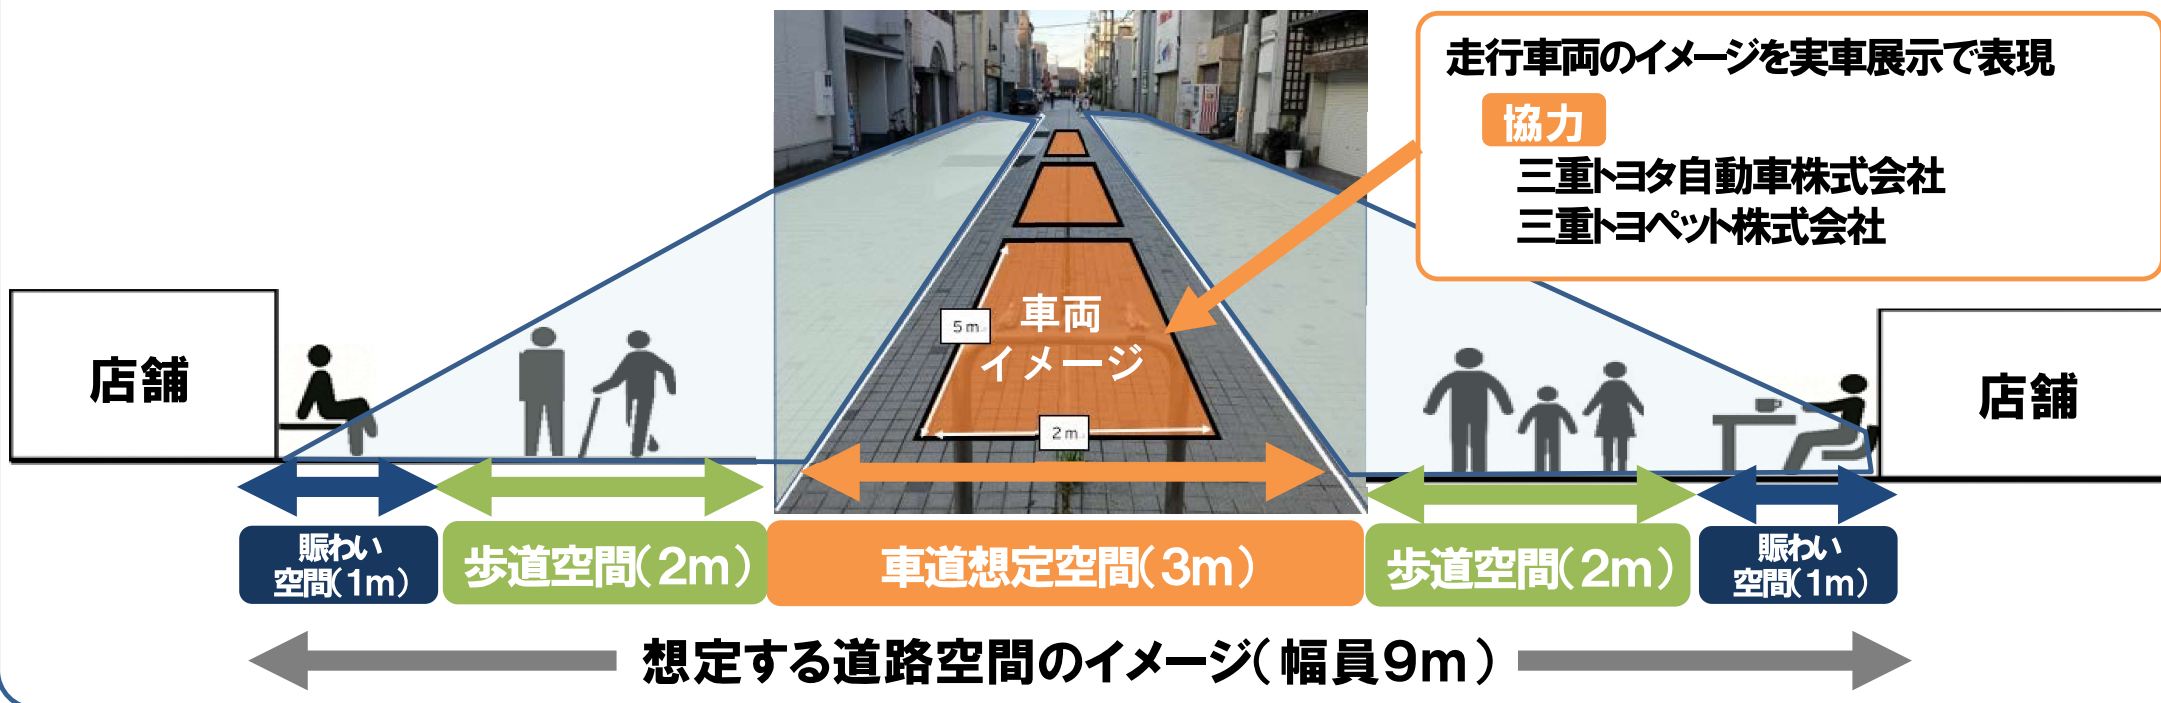 走行車両のイメージを実車展示で表現
協力
三重トヨタ自動車株式会社
三重トヨペット株式会社
車両
イメージ
5m
2m
店舗
店舗
賑わい
空間(1m)
歩道空間(2m)
車道想定空間(3m)
歩道空間(2m)
賑わい
空間(1m)
想定する道路空間のイメージ(幅員9m)